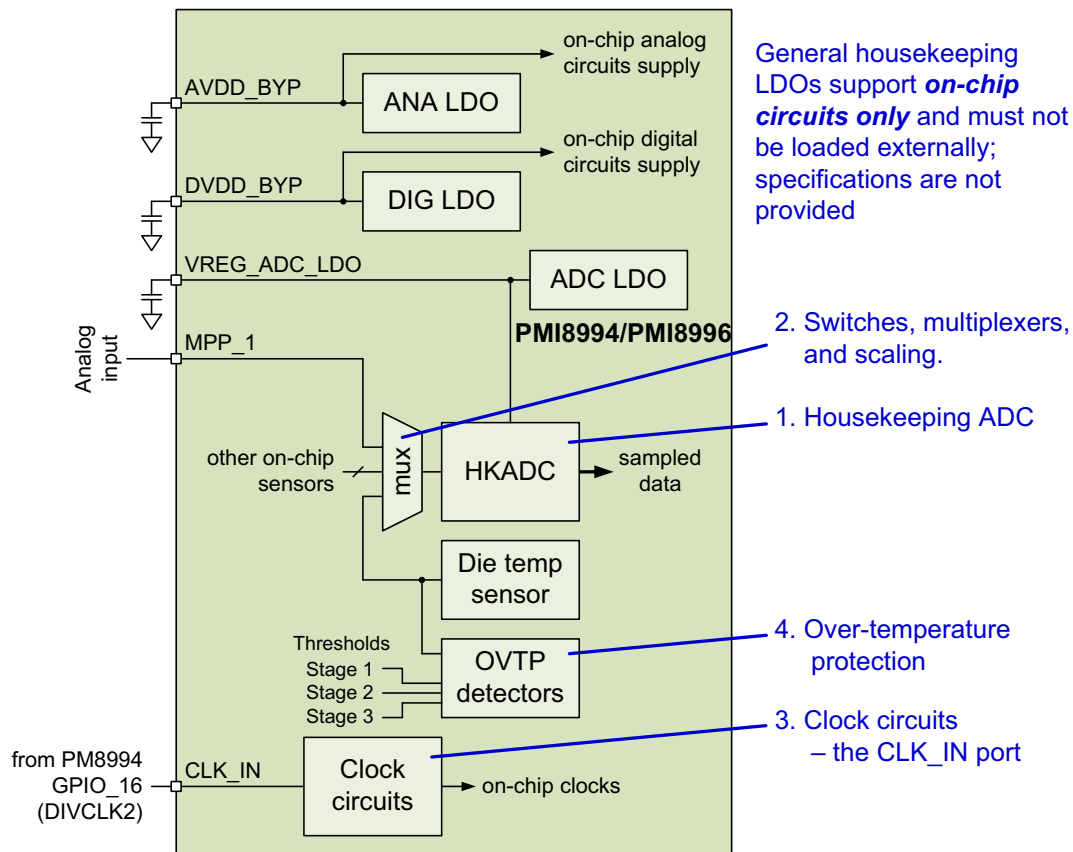 on-chip analog
circuits supply
AVDD_BYP
ANA LDO
on-chip digital
circuits supply
DVDD_BYP
DIG LDO
VREG_ADC_LDO
ADC LDO
PMI8994/PMI8996
Analog
input
MPP_1
mux
other on-chip
sensors
HKADC
sampled
data
Die temp
sensor
Thresholds
Stage 1
Stage 2
Stage 3
OVTP
detectors
from PM8994
GPIO_16
(DIVCLK2)
CLK_IN
Clock
circuits
on-chip clocks
General housekeeping
LDOs support on-chip
circuits only and must not
be loaded externally;
specifications are not
provided
2. Switches, multiplexers,
and scaling.
1. Housekeeping ADC
4. Over-temperature
protection
3. Clock circuits
– the CLK_IN port